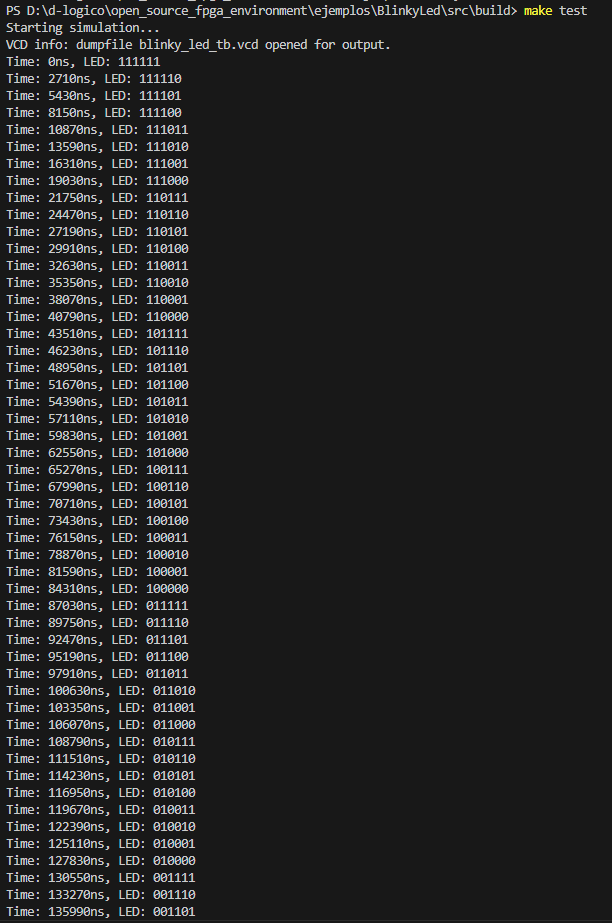 PS D:\d-logico\open_source_fpga_environment\ejemplos\BlinkyLed\src\build> make test
Starting simulation...
VCD info: dumpfile blinky_led_tb.vcd opened for output.
Time: 0ns, LED: 111111
Time: 2710ns, LED: 111110
Time: 5430ns, LED: 111101
Time: 8150ns, LED: 111100
Time: 10870ns, LED: 111011
Time: 13590ns, LED: 111010
Time: 16310ns, LED: 111001
Time: 19030ns, LED: 111000
Time: 21750ns, LED: 110111
Time: 24470ns, LED: 110110
Time: 27190ns, LED: 110101
Time: 29910ns, LED: 110100
Time: 32630ns, LED: 110011
Time: 35350ns, LED: 110010
Time: 38070ns, LED: 110001
Time: 40790ns, LED: 110000
Time: 43510ns, LED: 101111
Time: 46230ns, LED: 101110
Time: 48950ns, LED: 101101
Time: 51670ns, LED: 101100
Time: 54390ns, LED: 101011
Time: 57110ns, LED: 101010
Time: 59830ns, LED: 101001
Time: 62550ns, LED: 101000
Time: 65270ns, LED: 100111
Time: 67990ns, LED: 100110
Time: 70710ns, LED: 100101
Time: 73430ns, LED: 100100
Time: 76150ns, LED: 100011
Time: 78870ns, LED: 100010
Time: 81590ns, LED: 100001
Time: 84310ns, LED: 100000
Time: 87030ns, LED: 011111
Time: 89750ns, LED: 011110
Time: 92470ns, LED: 011101
Time: 95190ns, LED: 011100
Time: 97910ns, LED: 011011
Time: 100630ns, LED: 011010
Time: 103350ns, LED: 011001
Time: 106070ns, LED: 011000
Time: 108790ns, LED: 010111
Time: 111510ns, LED: 010110
Time: 114230ns, LED: 010101
Time: 116950ns, LED: 010100
Time: 119670ns, LED: 010011
Time: 122390ns, LED: 010010
Time: 125110ns, LED: 010001
Time: 127830ns, LED: 010000
Time: 130550ns, LED: 001111
Time: 133270ns, LED: 001110
Time: 135990ns, LED: 001101